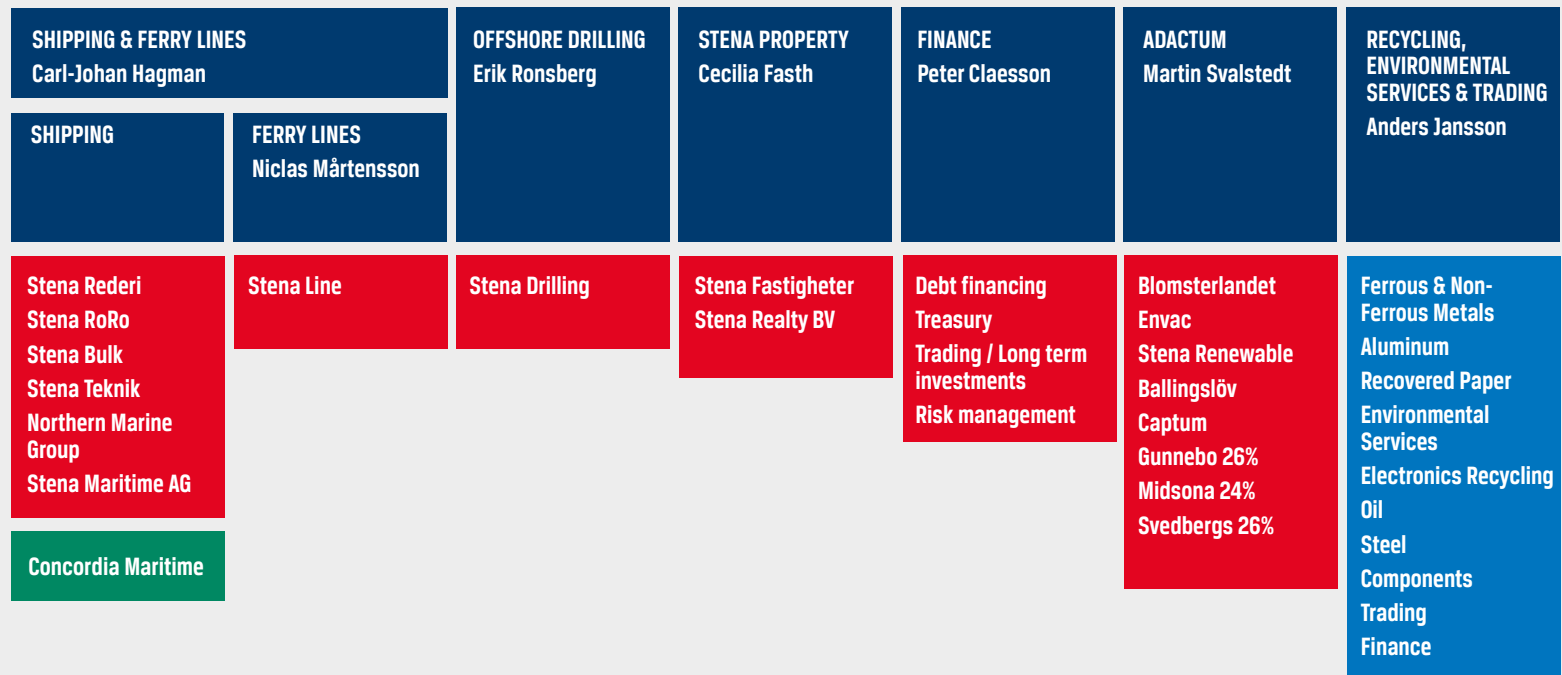 SHIPPING & FERRY LINES
Carl-Johan Hagman
SHIPPING
FERRY LINES
Niclas Mårtensson
OFFSHORE DRILLING
Erik Ronsberg
STENA PROPERTY
Cecilia Fasth
FINANCE
Peter Claesson
ADACTUM
Martin Svalstedt
RECYCLING,
ENVIRONMENTAL
SERVICES & TRADING
Anders Jansson
Stena Rederi
Stena RoRo
Stena Bulk
Stena Teknik
Northern Marine
Group
Stena Maritime AG
Concordia Maritime
Stena Line
Stena Drilling
Stena Fastigheter
Stena Realty BV
Debt financing
Treasury
Trading / Long term
investments
Risk management
Blomsterlandet
Envac
Stena Renewable
Ballingslöv
Captum
Gunnebo 26%
Midsona 24%
Svedbergs 26%
Ferrous & Non-
Ferrous Metals
Aluminum
Recovered Paper
Environmental
Services
Electronics Recycling
Oil
Steel
Components
Trading
Finance